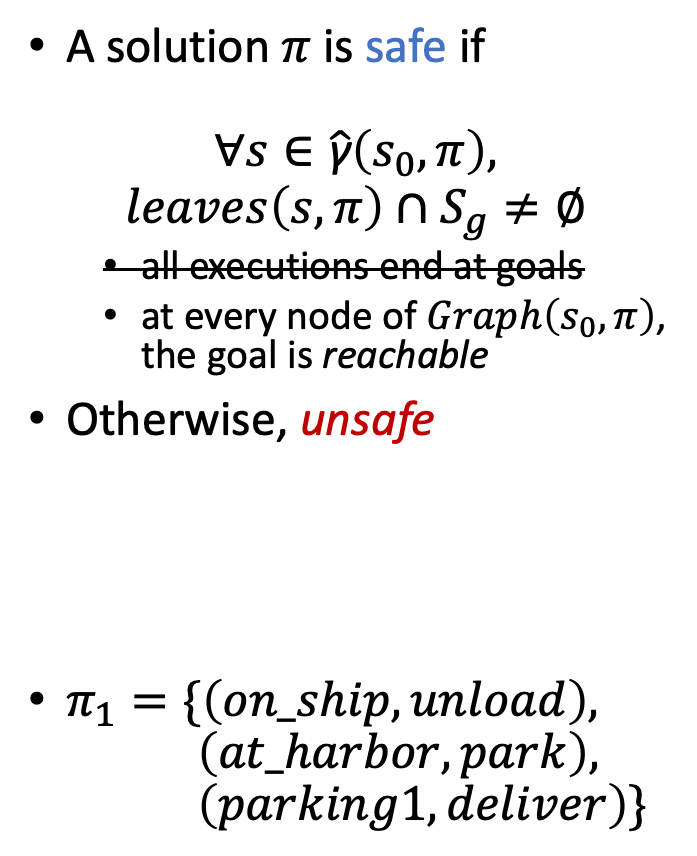 • A solution π is safe if
∀s ∈ γ̂(s₀, π),
leaves(s, π) ∩ S_g ≠ ∅
• all executions end at goals
• at every node of Graph(s₀, π),
the goal is reachable
• Otherwise, unsafe
• π₁ = {(on_ship, unload),
(at_harbor, park),
(parking1, deliver)}